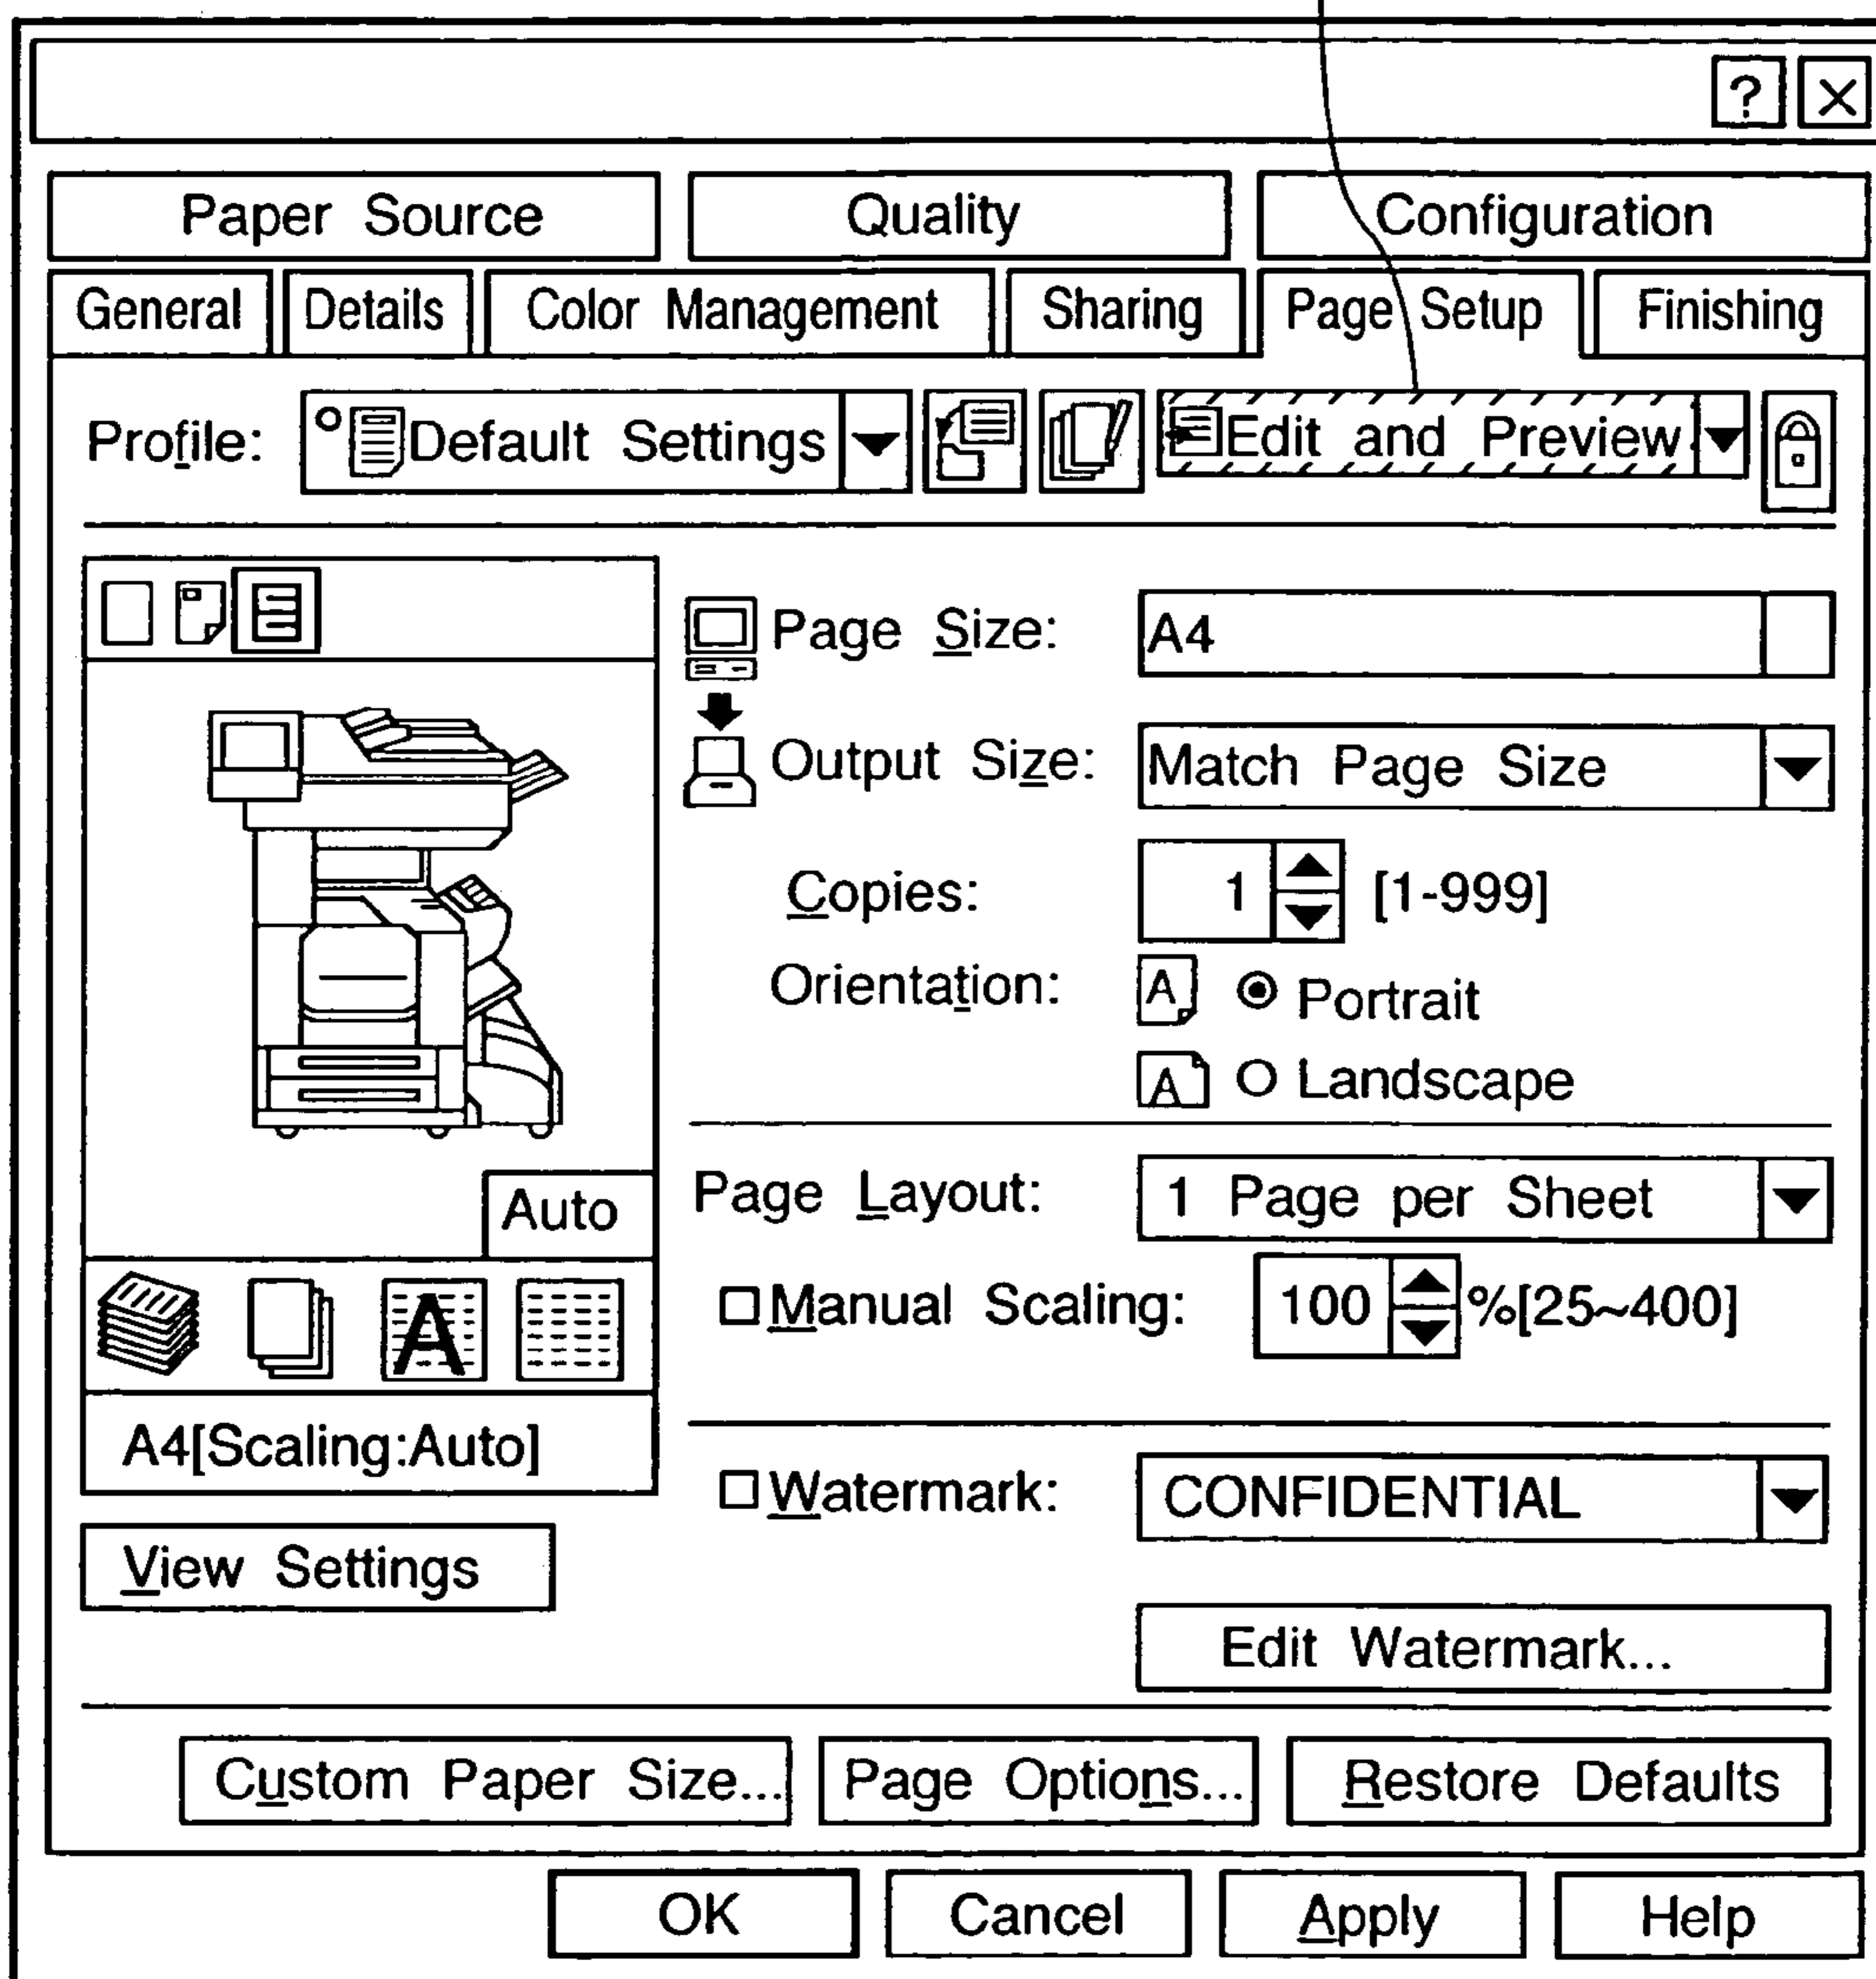 ? ×
Paper Source Quality Configuration
General Details Color Management Sharing Page Setup Finishing
Profile: Default Settings Edit and Preview
Page Size: A4
Output Size: Match Page Size
Copies: 1 [1-999]
Orientation: A Portrait
A Landscape
Auto
Page Layout: 1 Page per Sheet
A
Manual Scaling: 100 %[25~400]
A4[Scaling:Auto]
Watermark: CONFIDENTIAL
View Settings
Edit Watermark...
Custom Paper Size... Page Options... Restore Defaults
OK Cancel Apply Help